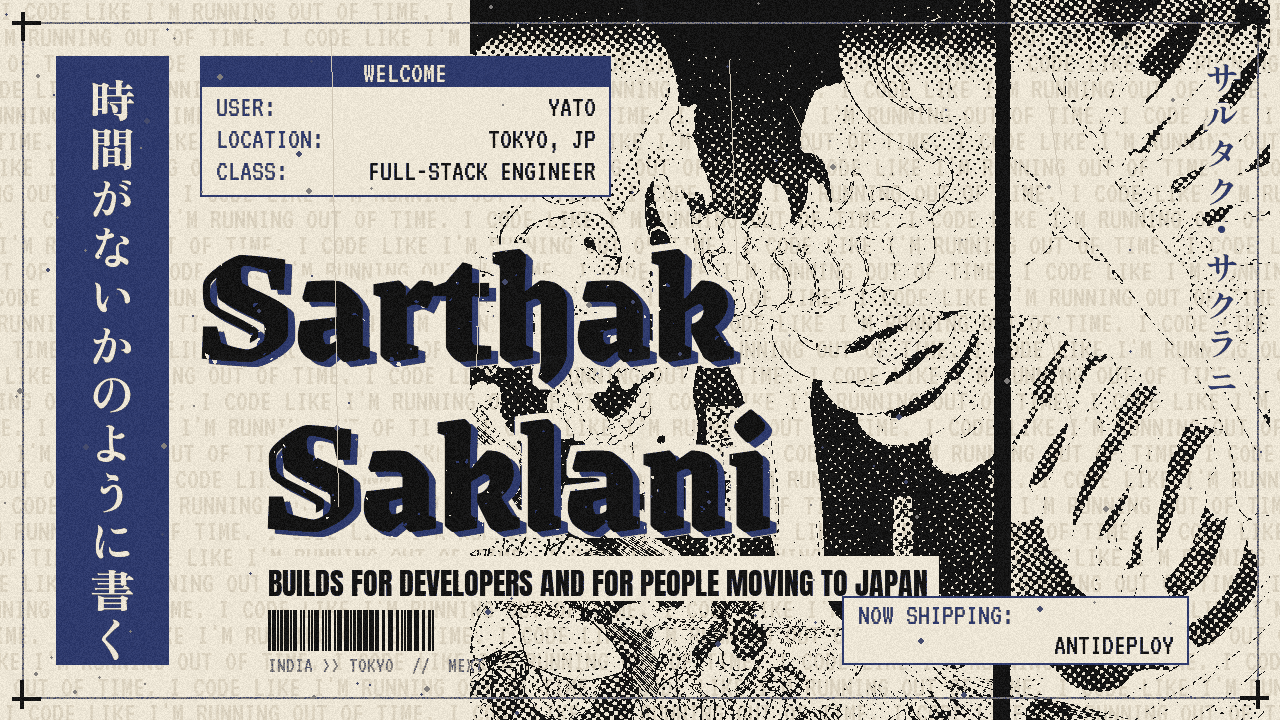 時間がないかのように書く
WELCOME
USER: YATO
LOCATION: TOKYO, JP
CLASS: FULL-STACK ENGINEER
サルタク・サクラニ
Sarthak
Saklani
BUILDS FOR DEVELOPERS AND FOR PEOPLE MOVING TO JAPAN
NOW SHIPPING:
ANTIDEPLOY
INDIA >> TOKYO //
I CODE LIKE I'M RUNNING OUT OF TIME.